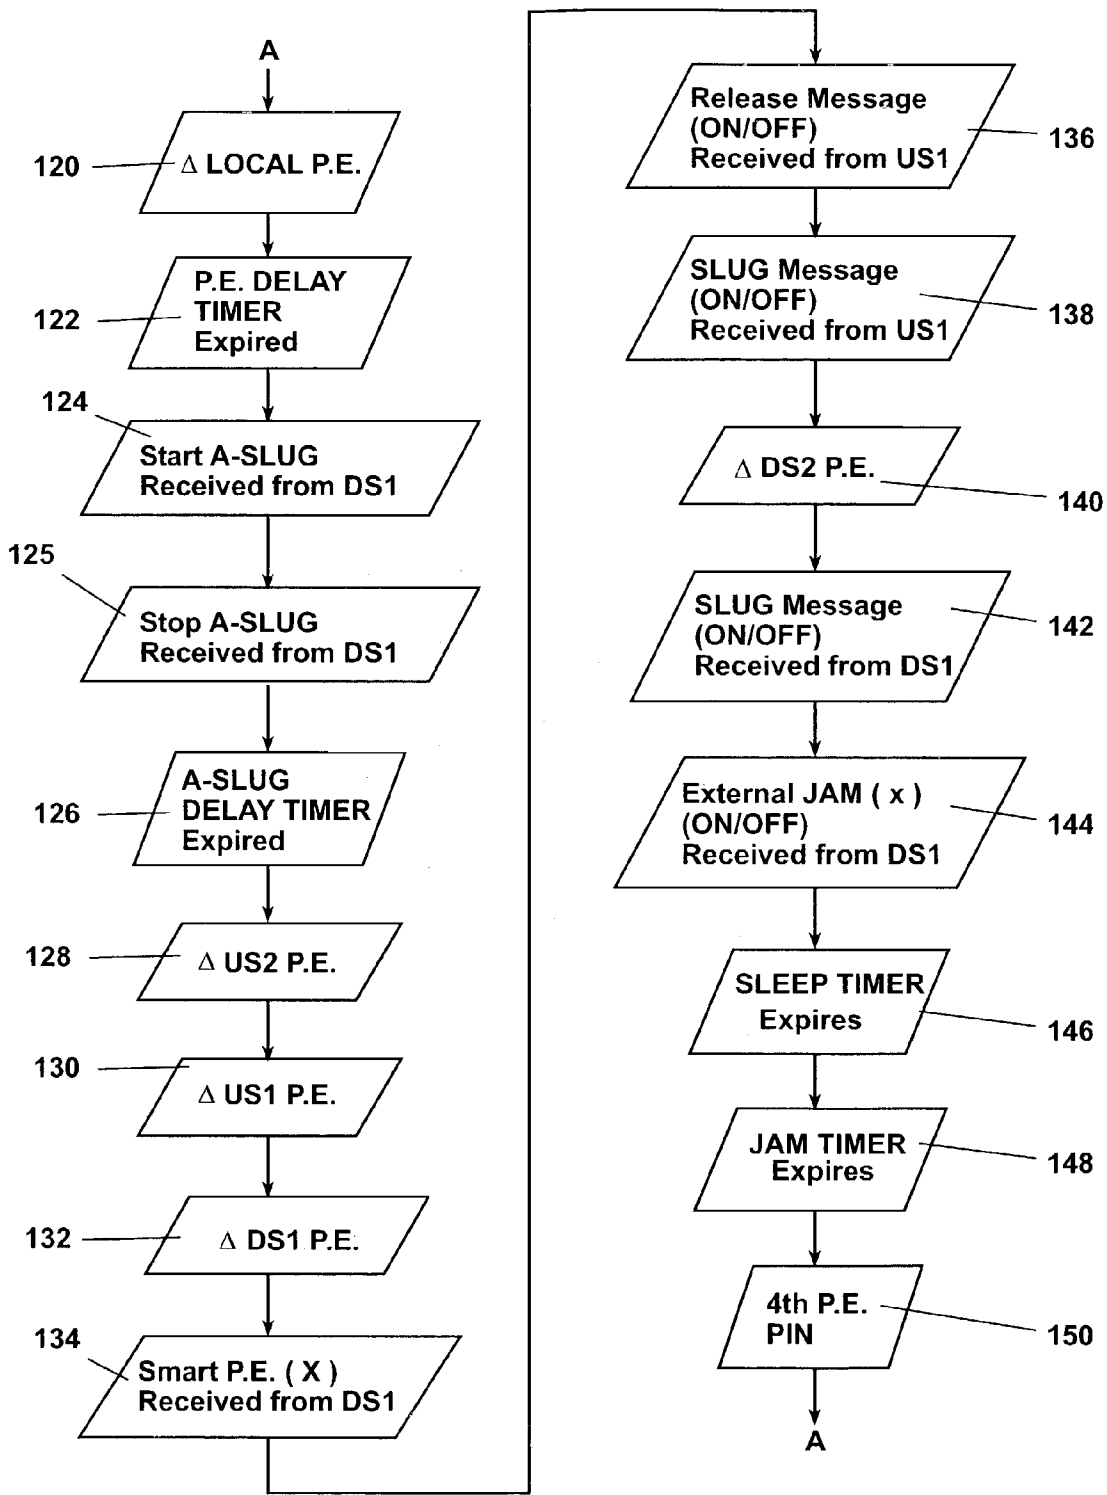 A
120
Δ LOCAL P.E.
122
P.E. DELAY
TIMER
Expired
124
Start A-SLUG
Received from DS1
125
Stop A-SLUG
Received from DS1
126
A-SLUG
DELAY TIMER
Expired
128
Δ US2 P.E.
130
Δ US1 P.E.
132
Δ DS1 P.E.
134
Smart P.E. ( X )
Received from DS1
Release Message
(ON/OFF)
Received from US1
136
SLUG Message
(ON/OFF)
Received from US1
138
Δ DS2 P.E.
140
SLUG Message
(ON/OFF)
Received from DS1
142
External JAM ( x )
(ON/OFF)
Received from DS1
144
SLEEP TIMER
Expires
146
JAM TIMER
Expires
148
4th P.E.
PIN
150
A